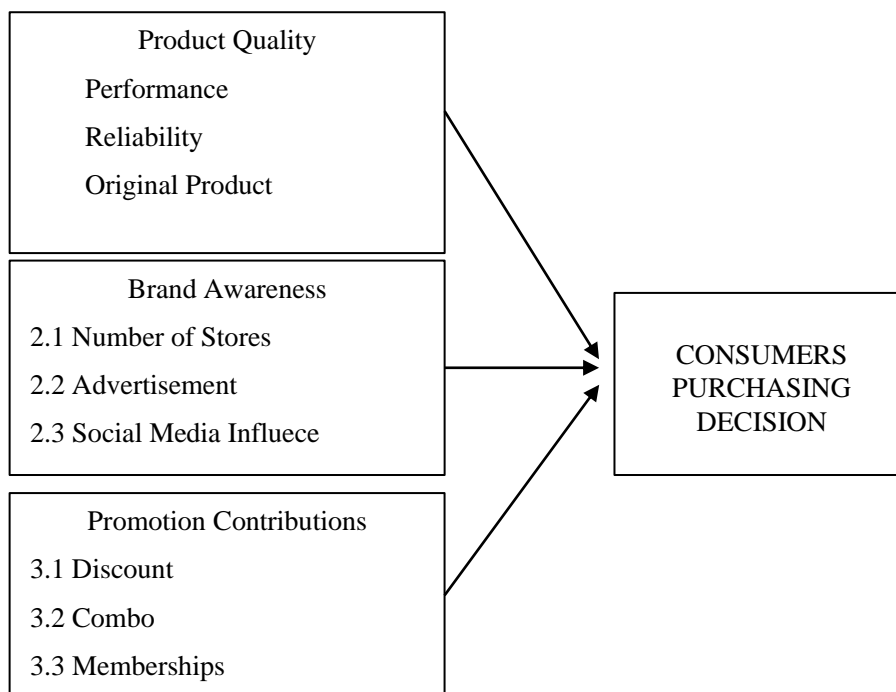 Product Quality
Performance
Reliability
Original Product
Brand Awareness
2.1 Number of Stores
2.2 Advertisement
2.3 Social Media Influece
Promotion Contributions
3.1 Discount
3.2 Combo
3.3 Memberships
CONSUMERS
PURCHASING
DECISION